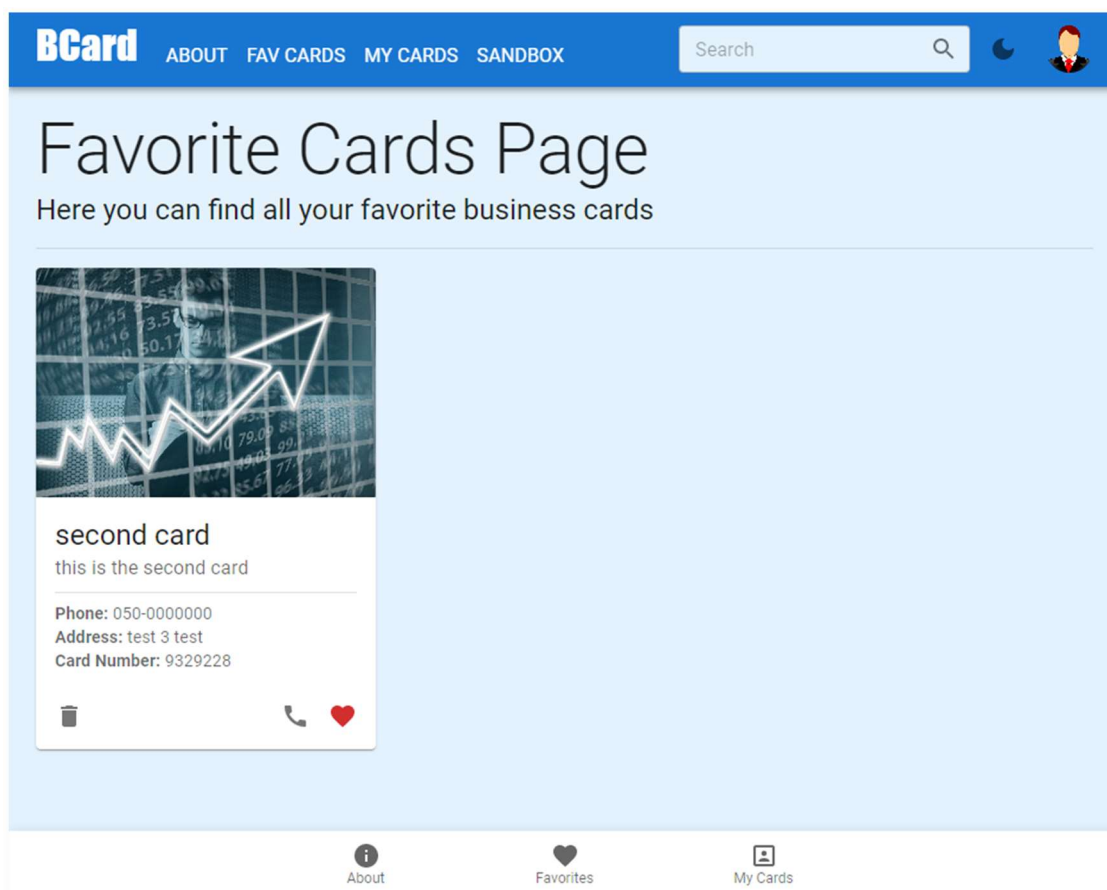 BCard ABOUT FAV CARDS MY CARDS SANDBOX Search
Favorite Cards Page
Here you can find all your favorite business cards
second card
this is the second card
Phone: 050-0000000
Address: test 3 test
Card Number: 9329228
About Favorites My Cards